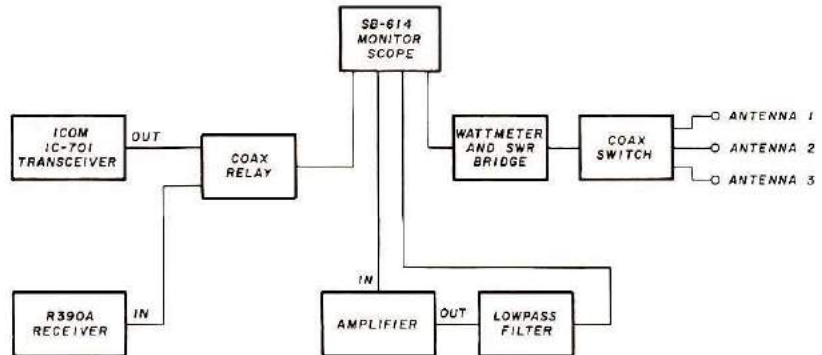 SB-614
MONITOR
SCOPE
ICOM
IC-701
TRANSCEIVER
OUT
COAX
RELAY
WATTMETER
AND SWR
BRIDGE
COAX
SWITCH
ANTENNA 1
ANTENNA 2
ANTENNA 3
R390A
RECEIVER
IN
IN
AMPLIFIER
OUT
LOWPASS
FILTER